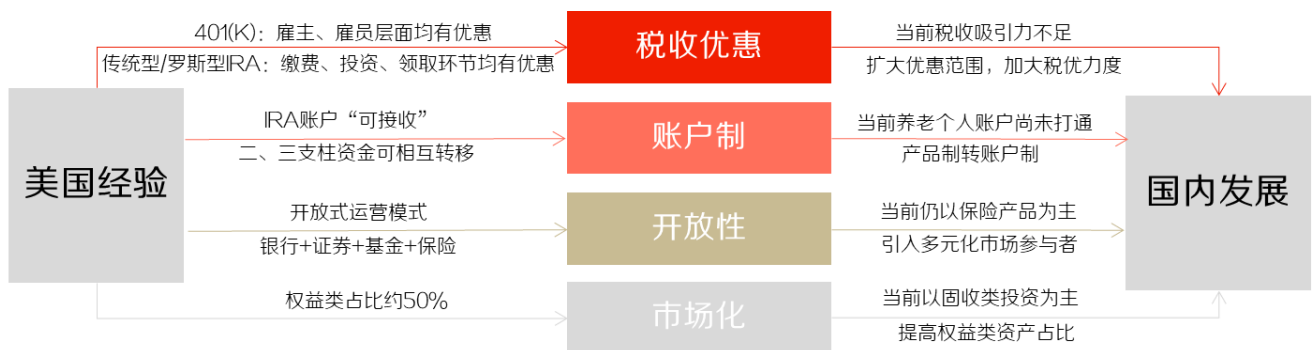 美国经验
401(K)：雇主、雇员层面均有优惠
传统型/罗斯型IRA：缴费、投资、领取环节均有优惠
税收优惠
当前税收吸引力不足
扩大优惠范围，加大税优力度
IRA账户“可接收”
二、三支柱资金可相互转移
账户制
当前养老个人账户尚未打通
产品制转账户制
开放式运营模式
银行+证券+基金+保险
开放性
当前仍以保险产品为主
引入多元化市场参与者
权益类占比约50%
市场化
当前以固收类投资为主
提高权益类资产占比
国内发展